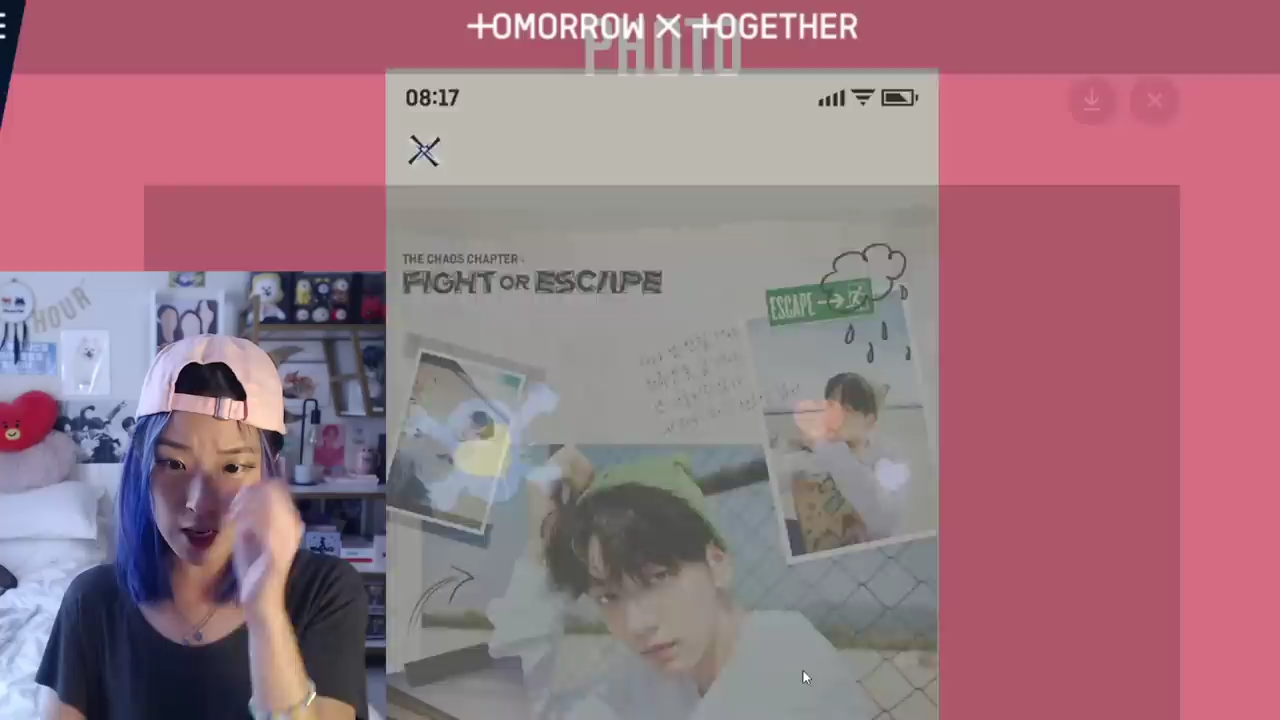 TOMORROW X TOGETHER
PHOTO
08:17
THE CHAOS CHAPTER:
FIGHT OR ESCAPE
ESCAPE
HOUR